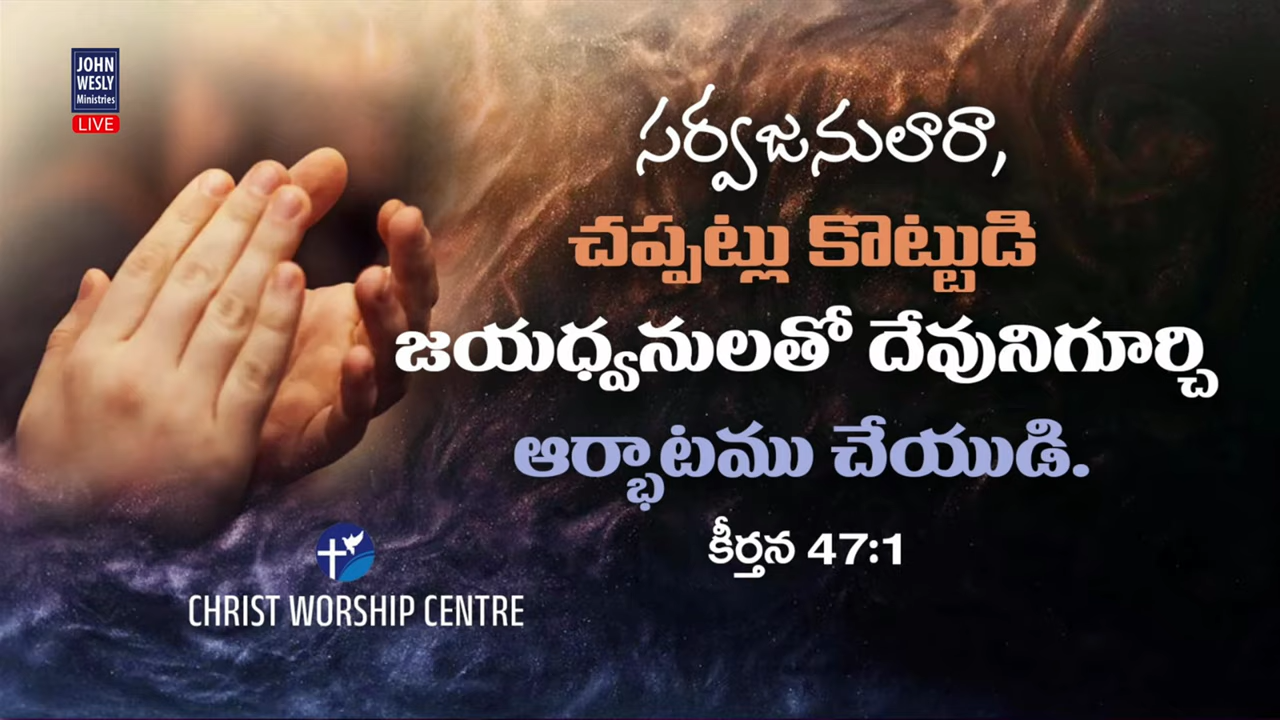 JOHN
WESLY
Ministries
LIVE
సర్వజనులారా,
చప్పట్లు కొట్టుడి
జయధ్వనులతో దేవునిగూర్చి
ఆర్భాటము చేయుడి.
కీర్తన 47:1
CHRIST WORSHIP CENTRE